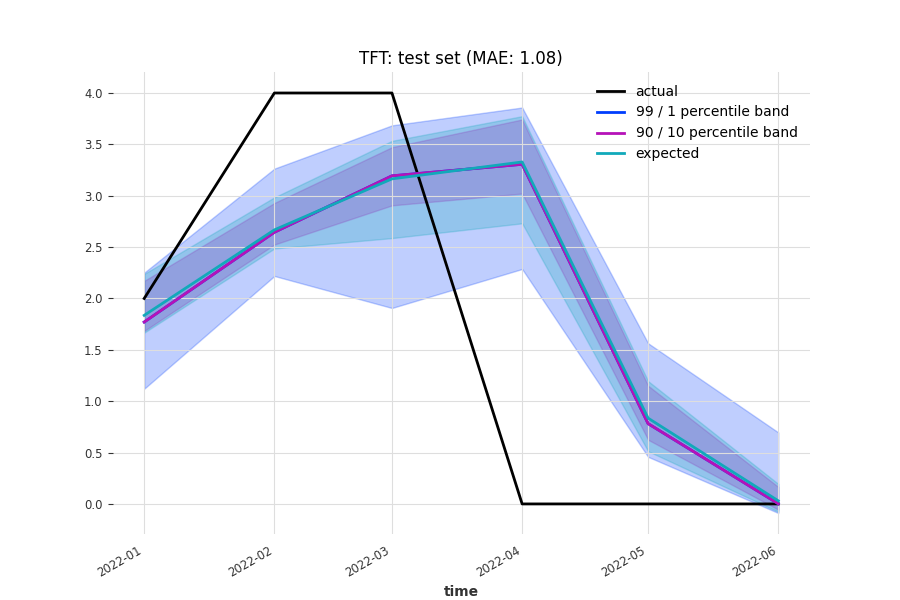 TFT: test set (MAE: 1.08)
actual
99 / 1 percentile band
90 / 10 percentile band
expected
4.0
3.5
3.0
2.5
2.0
1.5
1.0
0.5
0.0
2022-01
2022-02
2022-03
2022-04
2022-05
2022-06
time